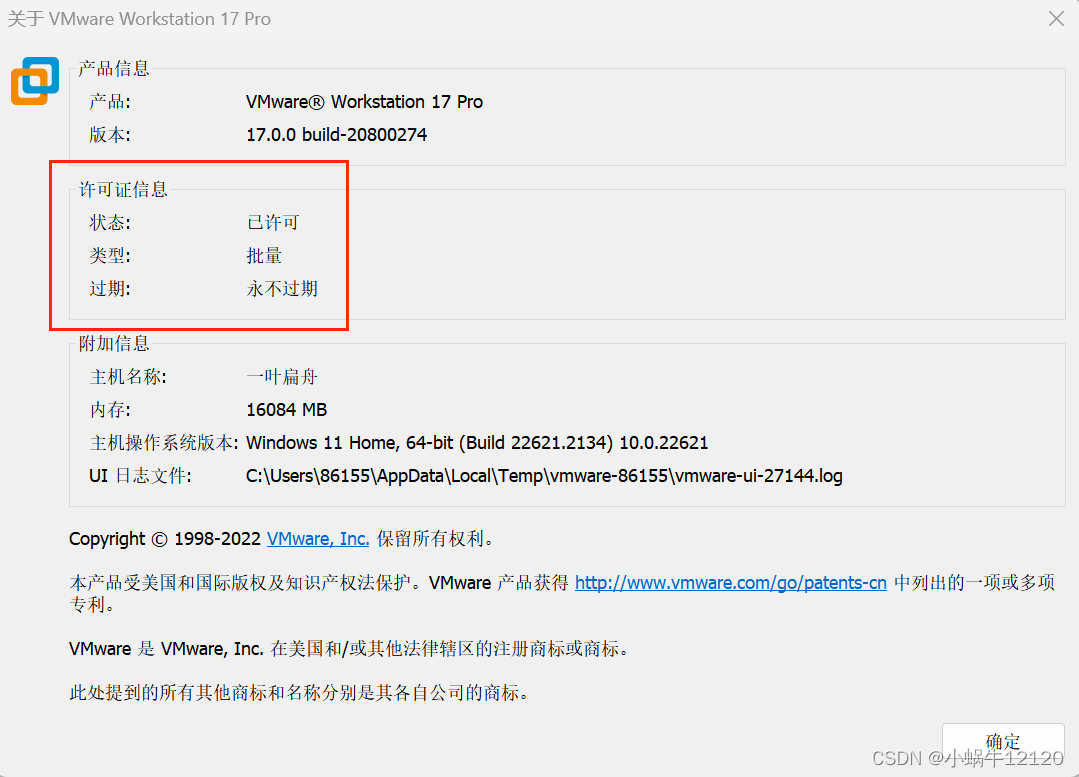 关于 VMware Workstation 17 Pro
产品信息
产品: VMware® Workstation 17 Pro
版本: 17.0.0 build-20800274
许可证信息
状态: 已许可
类型: 批量
过期: 永不过期
附加信息
主机名称: 一叶扁舟
内存: 16084 MB
主机操作系统版本: Windows 11 Home, 64-bit (Build 22621.2134) 10.0.22621
UI 日志文件: C:\Users\86155\AppData\Local\Temp\vmware-86155\vmware-ui-27144.log
Copyright © 1998-2022 VMware, Inc. 保留所有权利。
本产品受美国和国际版权及知识产权法保护。VMware 产品获得 http://www.vmware.com/go/patents-cn 中列出的一项或多项
专利。
VMware 是 VMware, Inc. 在美国和/或其他法律辖区的注册商标或商标。
此处提到的所有其他商标和名称分别是其各自公司的商标。
确定
CSDN @小蜗牛12120